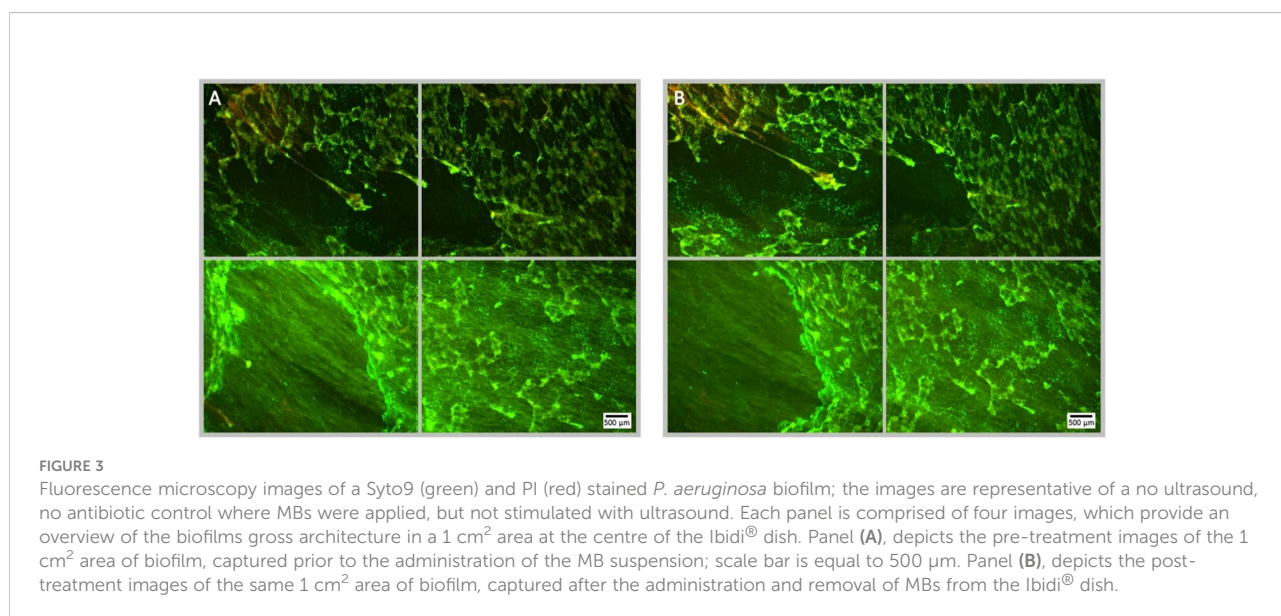 A
B
500 µm
500 µm
FIGURE 3
Fluorescence microscopy images of a Syto9 (green) and PI (red) stained P. aeruginosa biofilm; the images are representative of a no ultrasound,
no antibiotic control where MBs were applied, but not stimulated with ultrasound. Each panel is comprised of four images, which provide an
overview of the biofilms gross architecture in a 1 cm² area at the centre of the Ibidi® dish. Panel (A), depicts the pre-treatment images of the 1
cm² area of biofilm, captured prior to the administration of the MB suspension; scale bar is equal to 500 µm. Panel (B), depicts the post-
treatment images of the same 1 cm² area of biofilm, captured after the administration and removal of MBs from the Ibidi® dish.